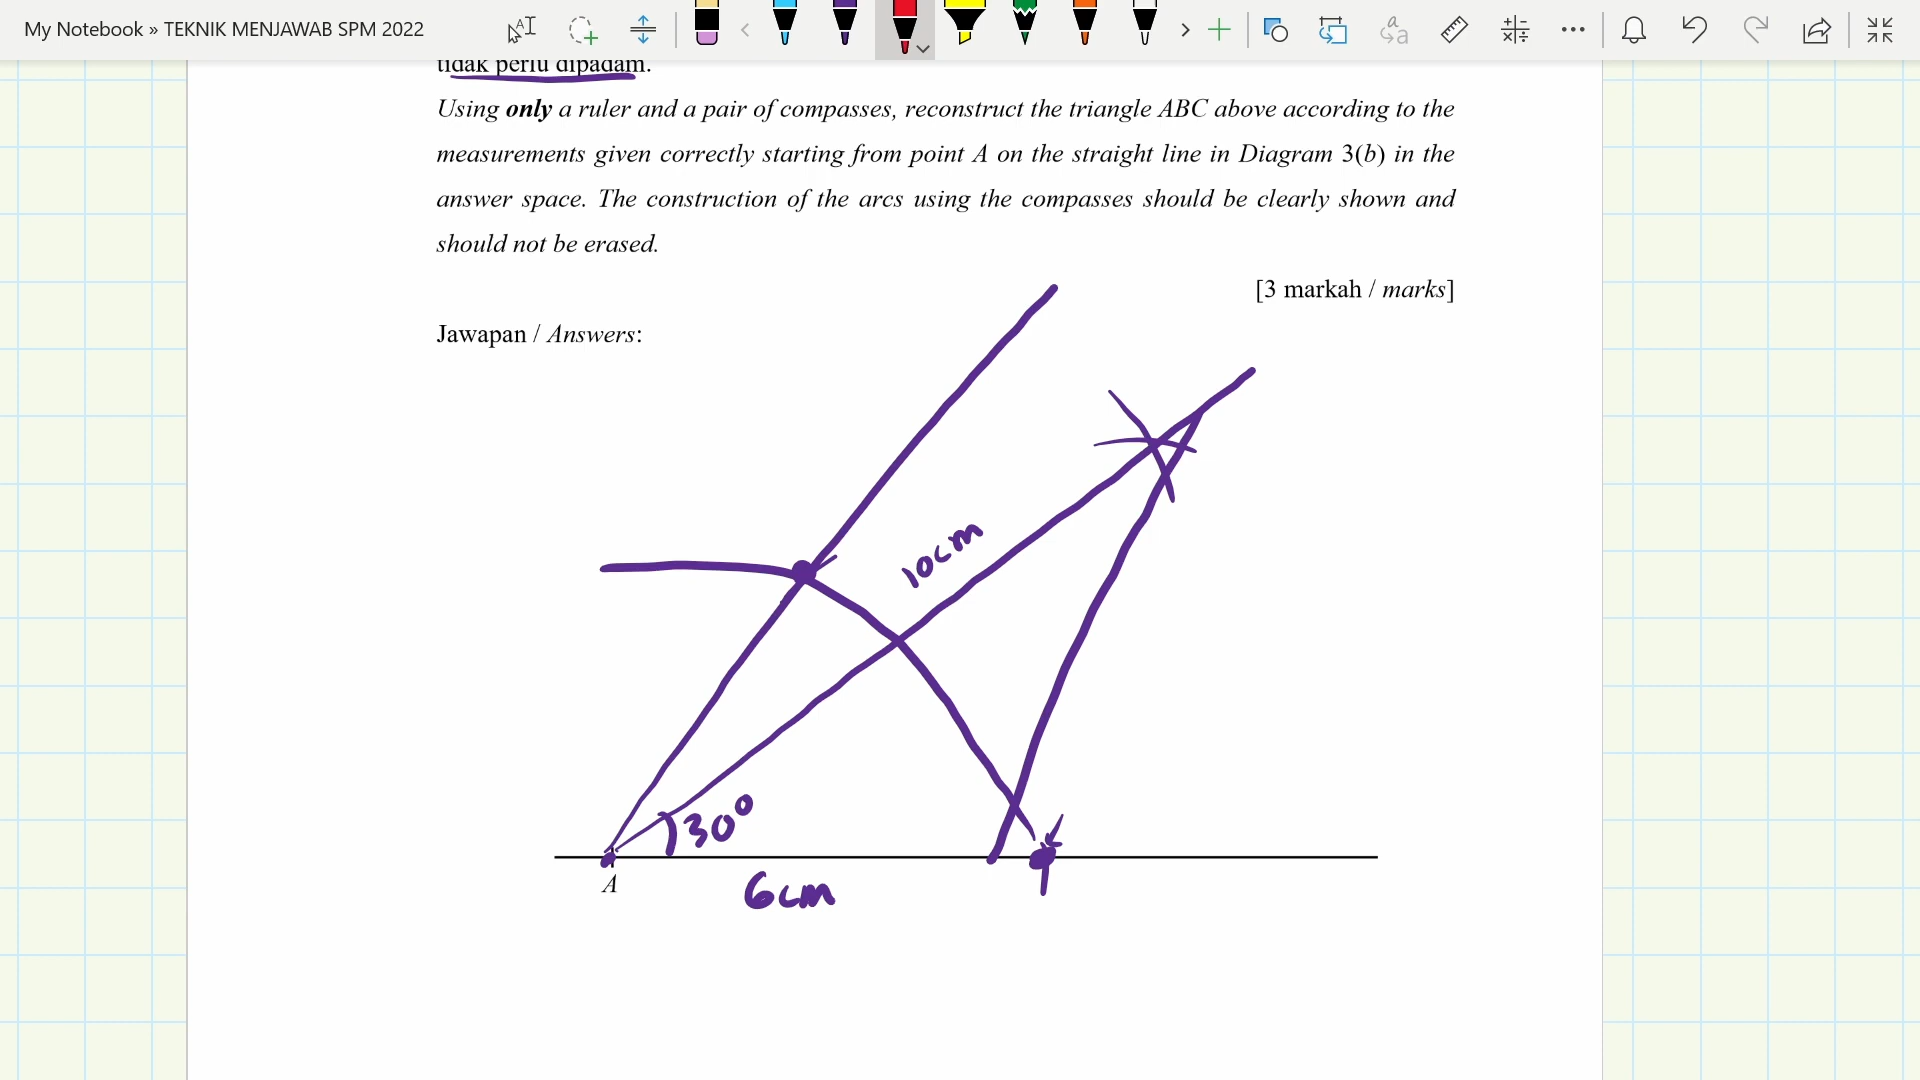 My Notebook » TEKNIK MENJAWAB SPM 2022
tidak perlu dipadam.
Using only a ruler and a pair of compasses, reconstruct the triangle ABC above according to the
measurements given correctly starting from point A on the straight line in Diagram 3(b) in the
answer space. The construction of the arcs using the compasses should be clearly shown and
should not be erased.
[3 markah / marks]
Jawapan / Answers:
10cm
30°
A
6cm